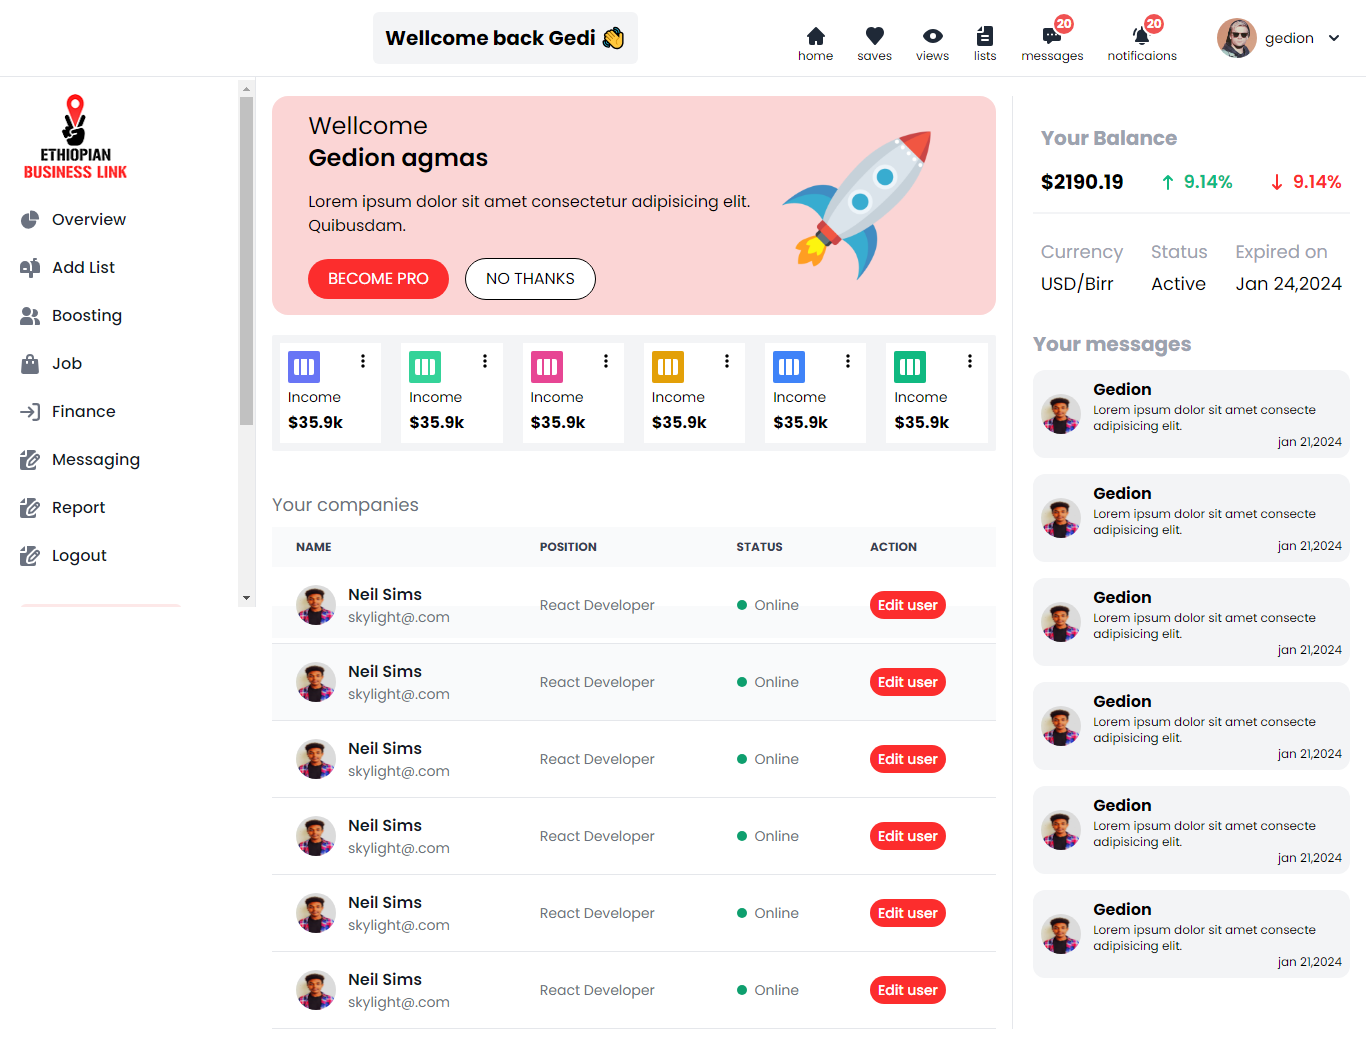 Wellcome back Gedi 👋
home
saves
views
lists
20
messages
20
notificaions
gedion
ETHIOPIAN
BUSINESS LINK
Overview
Add List
Boosting
Job
Finance
Messaging
Report
Logout
Wellcome
Gedion agmas
Lorem ipsum dolor sit amet consectetur adipisicing elit.
Quibusdam.
BECOME PRO
NO THANKS
Income
$35.9k
Income
$35.9k
Income
$35.9k
Income
$35.9k
Income
$35.9k
Income
$35.9k
Your companies
NAME POSITION STATUS ACTION
Neil Sims
skylight@.com
React Developer
Online
Edit user
Neil Sims
skylight@.com
React Developer
Online
Edit user
Neil Sims
skylight@.com
React Developer
Online
Edit user
Neil Sims
skylight@.com
React Developer
Online
Edit user
Neil Sims
skylight@.com
React Developer
Online
Edit user
Neil Sims
skylight@.com
React Developer
Online
Edit user
Your Balance
$2190.19 ↑ 9.14% ↓ 9.14%
Currency Status Expired on
USD/Birr Active Jan 24,2024
Your messages
Gedion
Lorem ipsum dolor sit amet consecte
adipisicing elit.
jan 21,2024
Gedion
Lorem ipsum dolor sit amet consecte
adipisicing elit.
jan 21,2024
Gedion
Lorem ipsum dolor sit amet consecte
adipisicing elit.
jan 21,2024
Gedion
Lorem ipsum dolor sit amet consecte
adipisicing elit.
jan 21,2024
Gedion
Lorem ipsum dolor sit amet consecte
adipisicing elit.
jan 21,2024
Gedion
Lorem ipsum dolor sit amet consecte
adipisicing elit.
jan 21,2024